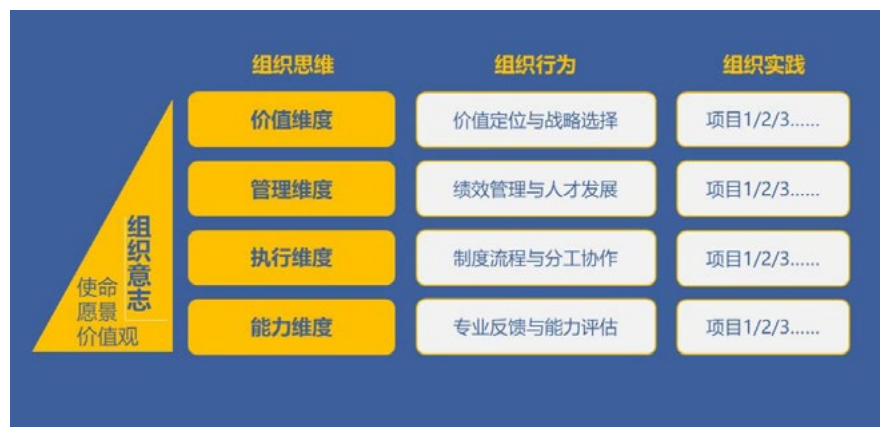 组织思维 组织行为 组织实践
价值维度 价值定位与战略选择 项目1/2/3......
管理维度 绩效管理与人才发展 项目1/2/3......
执行维度 制度流程与分工协作 项目1/2/3......
能力维度 专业反馈与能力评估 项目1/2/3......
组织意志
使命
愿景
价值观